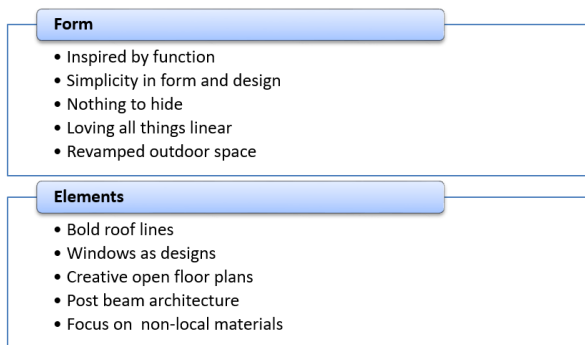 Form
• Inspired by function
• Simplicity in form and design
• Nothing to hide
• Loving all things linear
• Revamped outdoor space
Elements
• Bold roof lines
• Windows as designs
• Creative open floor plans
• Post beam architecture
• Focus on  non-local materials